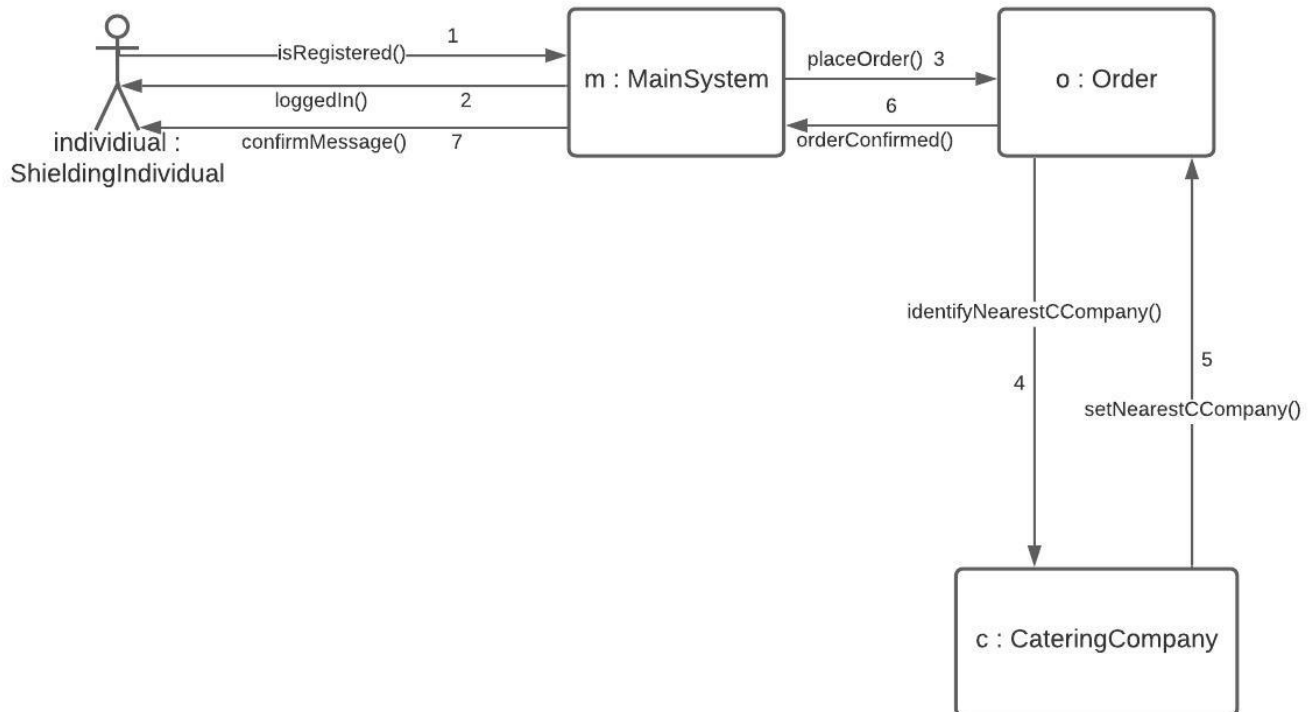 1
isRegistered()
loggedIn()
2
confirmMessage()
7
individiual :
ShieldingIndividual
m : MainSystem
placeOrder() 3
6
orderConfirmed()
o : Order
identifyNearestCCompany()
4
5
setNearestCCompany()
c : CateringCompany